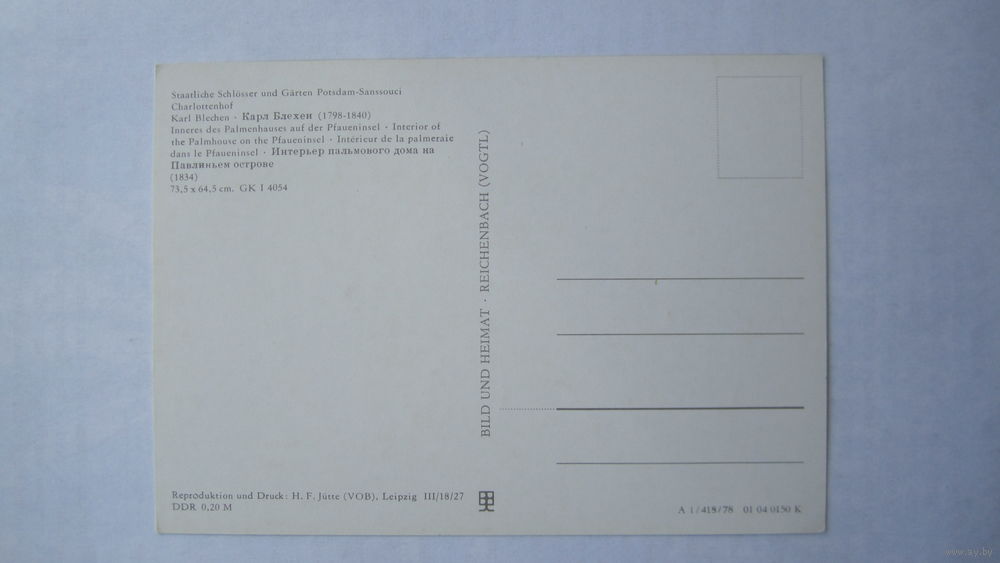 Staatliche Schlösser und Gärten Potsdam-Sanssouci
Charlottenhof
Karl Blechen · Карл Блехен (1798-1840)
Inneres des Palmenhauses auf der Pfaueninsel · Interior of
the Palmhouse on the Pfaueninsel · Intérieur de la palmeraie
dans le Pfaueninsel · Интерьер пальмового дома на
Павлиньем острове
(1834)
73,5 x 64,5 cm. GK I 4054
BILD UND HEIMAT · REICHENBACH (VOGTL)
Reproduktion und Druck: H. F. Jütte (VOB), Leipzig III/18/27
DDR 0,20 M
A 1/418/78 01 04 0150 K
www.ay.by